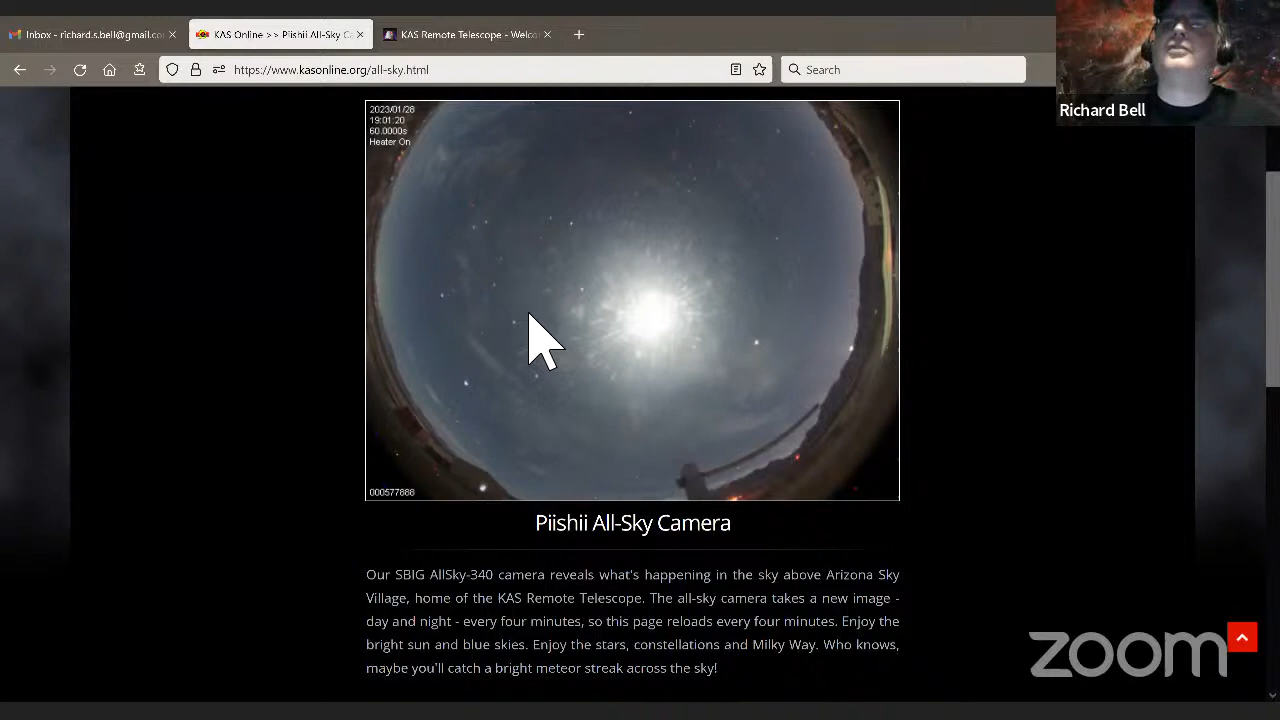 Inbox - richard.s.bell@gmail.co
KAS Online >> Piishii All-Sky Ca
KAS Remote Telescope - Welco
https://www.kasonline.org/all-sky.html
Search
Richard Bell
2023/01/28
19:01:20
60.0000s
Heater On
000577888
Piishii All-Sky Camera
Our SBIG AllSky-340 camera reveals what's happening in the sky above Arizona Sky
Village, home of the KAS Remote Telescope. The all-sky camera takes a new image -
day and night - every four minutes, so this page reloads every four minutes. Enjoy the
bright sun and blue skies. Enjoy the stars, constellations and Milky Way. Who knows,
maybe you'll catch a bright meteor streak across the sky!
zoom